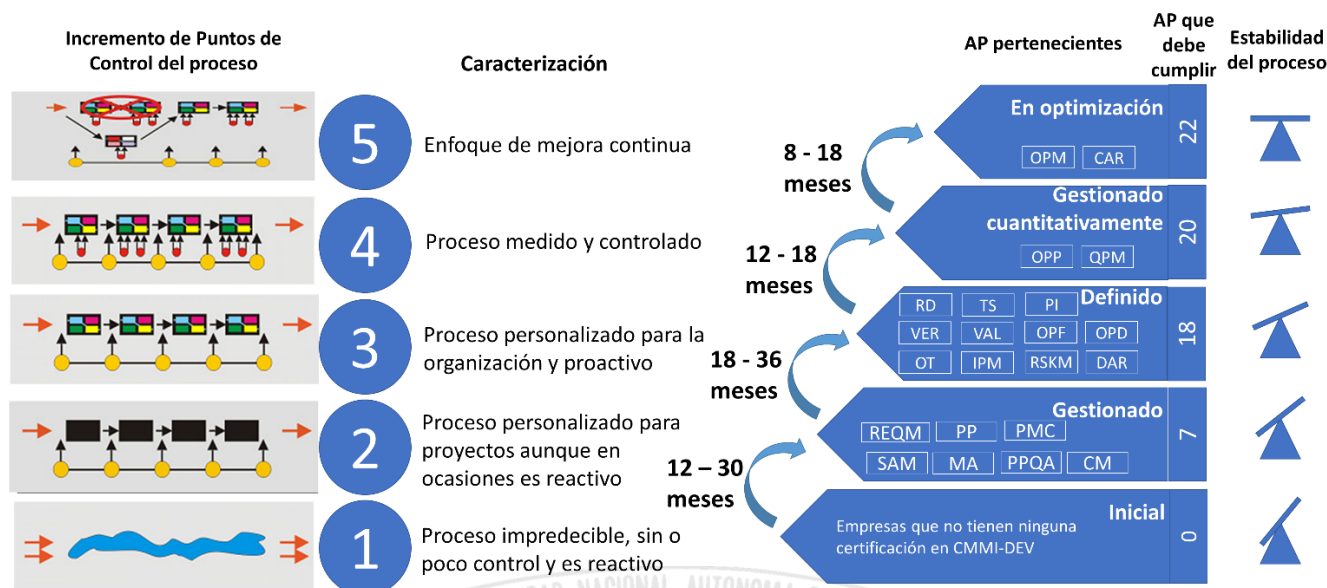 Incremento de Puntos de
Control del proceso
Caracterización
AP pertenecientes
AP que
debe
cumplir
Estabilidad
del proceso
5
Enfoque de mejora continua
8 - 18
meses
En optimización
OPM CAR
22
4
Proceso medido y controlado
12 - 18
meses
Gestionado
cuantitativamente
OPP QPM
20
3
Proceso personalizado para la
organización y proactivo
18 - 36
meses
Definido
RD TS PI
VER VAL OPF OPD
OT IPM RSKM DAR
18
2
Proceso personalizado para
proyectos aunque en
ocasiones es reactivo
12 – 30
meses
Gestionado
REQM PP PMC
SAM MA PPQA CM
7
1
Proceso impredecible, sin o
poco control y es reactivo
Inicial
Empresas que no tienen ninguna
certificación en CMMI-DEV
0
NACIONAL AUTONOMA